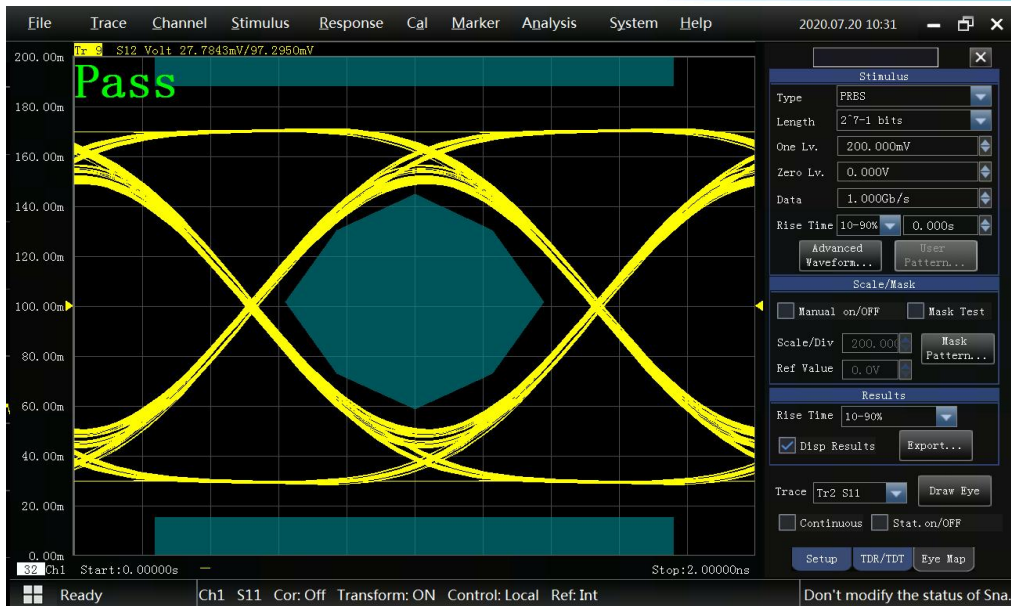 File Trace Channel Stimulus Response Cal Marker Analysis System Help 2020.07.20 10:31
Tr 9 S12 Volt 27.7843mV/97.2950mV
Pass
200.00m
180.00m
160.00m
140.00m
120.00m
100.00m
80.00m
60.00m
40.00m
20.00m
0.00m
32 Ch1 Start:0.00000s Stop:2.00000ns
Stimulus
Type PRBS
Length 2^7-1 bits
One Lv. 200.000mV
Zero Lv. 0.000V
Data 1.000Gb/s
Rise Time 10-90% 0.000s
Advanced Waveform...
User Pattern...
Scale/Mask
Manual on/OFF Mask Test
Scale/Div 200.000
Mask Pattern...
Ref Value 0.0V
Results
Rise Time 10-90%
Disp Results Export...
Trace Tr2 S11 Draw Eye
Continuous Stat.on/OFF
Setup TDR/TDT Eye Map
Ready Ch1 S11 Cor: Off Transform: ON Control: Local Ref: Int Don't modify the status of Sna.